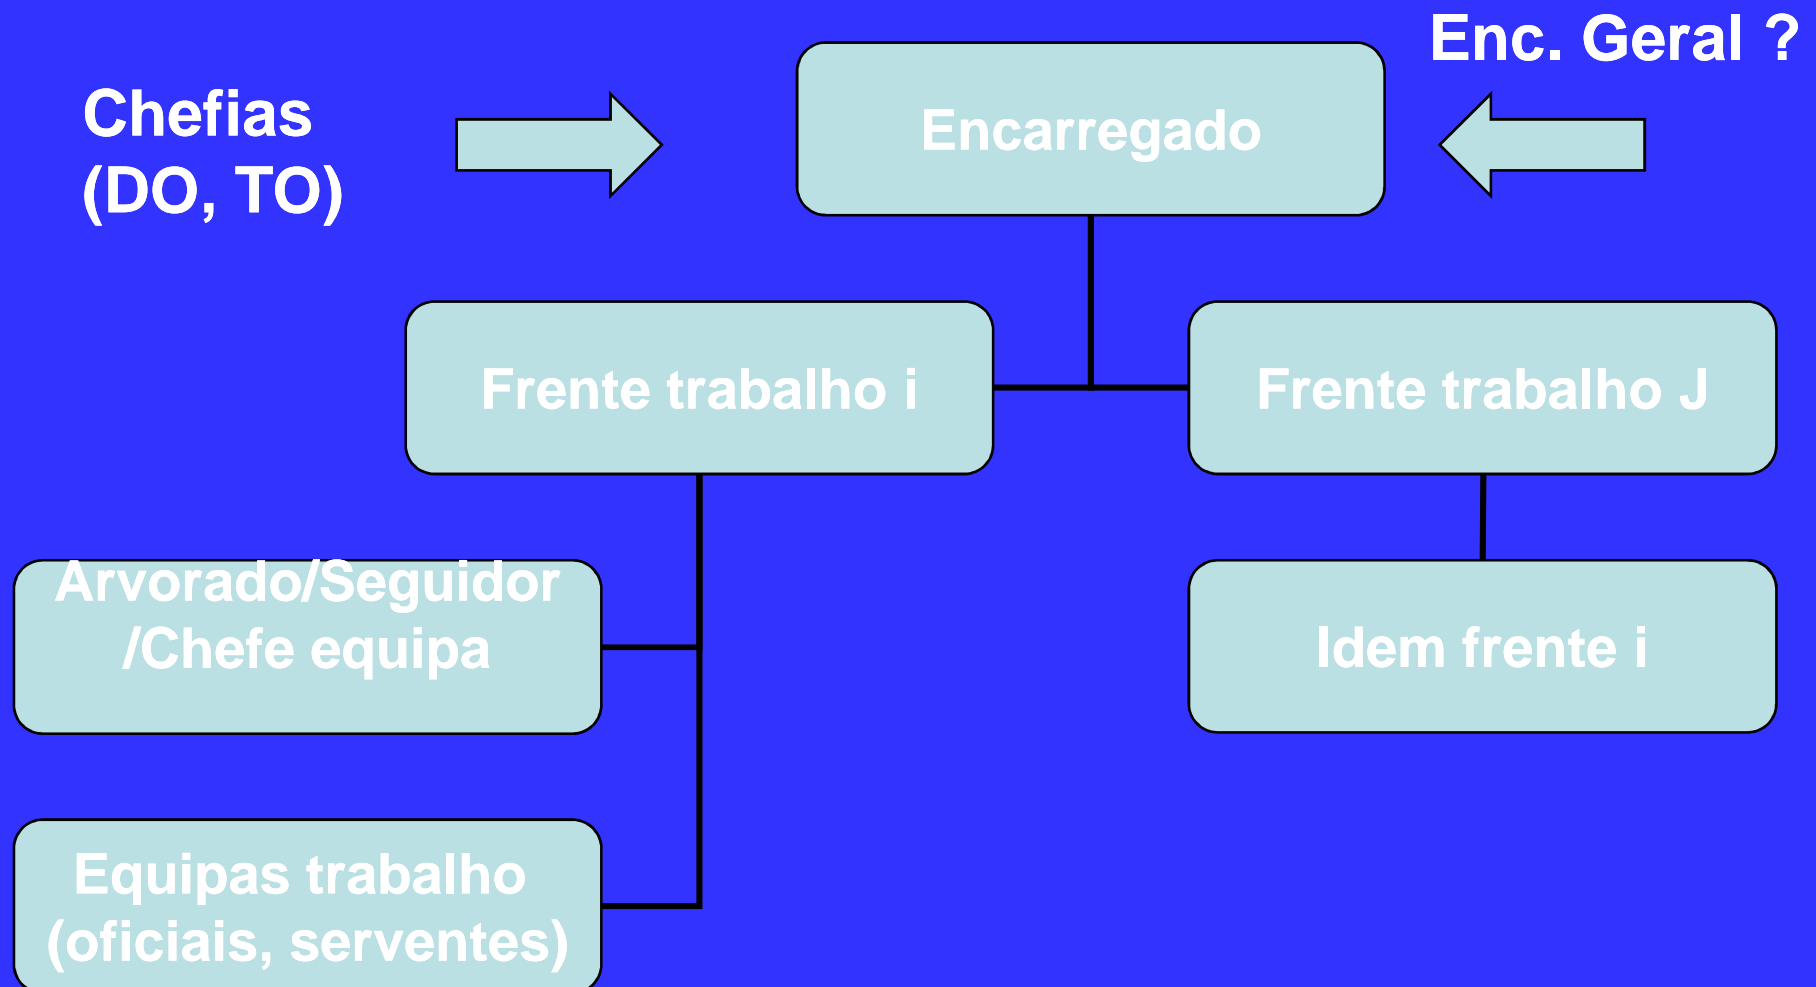 Enc. Geral ?
Chefias
(DO, TO)
Encarregado
Frente trabalho i
Frente trabalho J
Arvorado/Seguidor
/Chefe equipa
Idem frente i
Equipas trabalho
(oficiais, serventes)